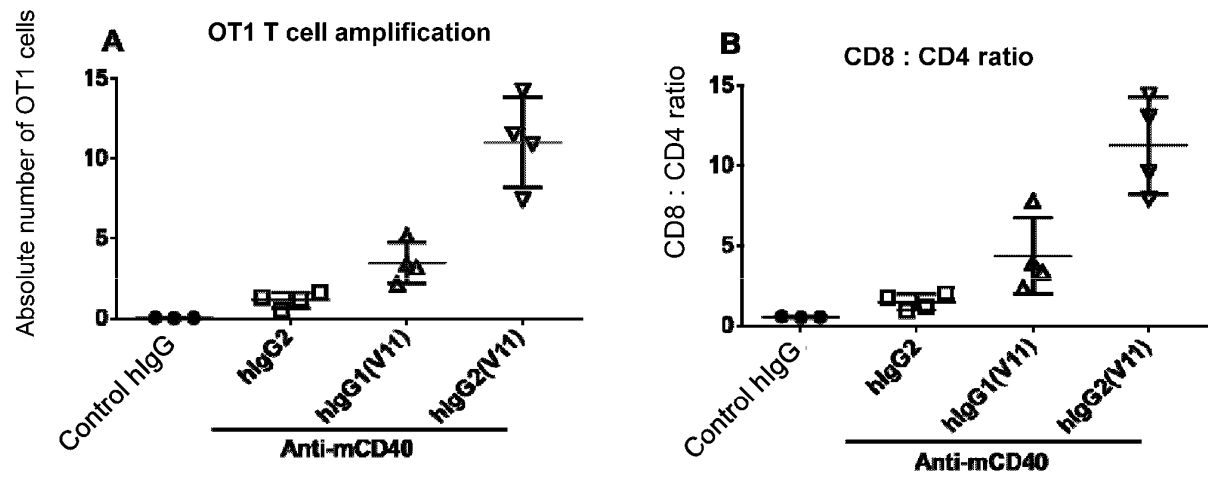 A
OT1 T cell amplification
Absolute number of OT1 cells
15
10
5
0
Control hIgG
hIgG2
hIgG1(V11)
hIgG2(V11)
Anti-mCD40
B
CD8 : CD4 ratio
CD8 : CD4 ratio
15
10
5
0
Control hIgG
hIgG2
hIgG1(V11)
hIgG2(V11)
Anti-mCD40